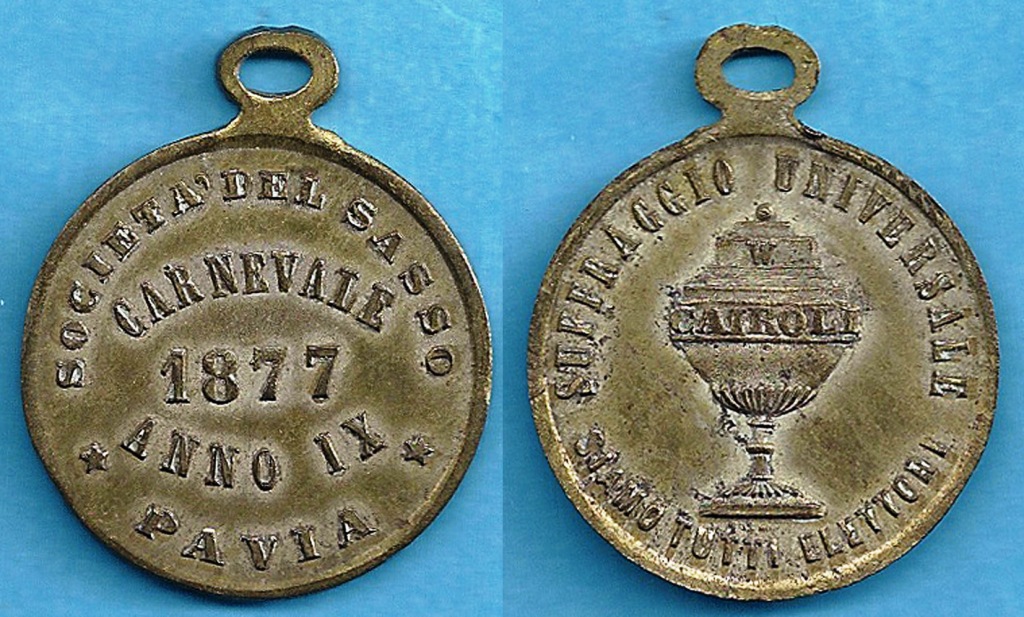 SOCIETA' DEL SASSO
CARNEVALE
1877
ANNO IX
PAVIA
SUFFRAGGIO UNIVERSALE
W
CAIROLI
SIAMO TUTTI ELETTORI